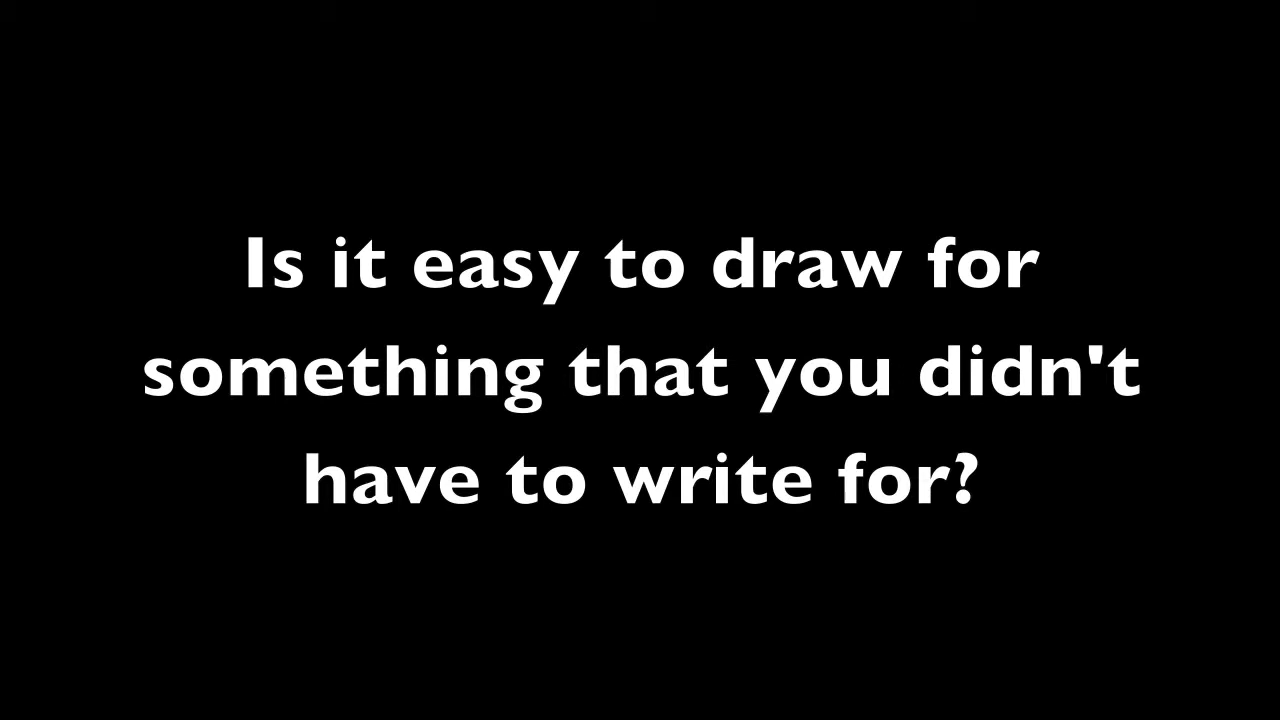 Is it easy to draw for
something that you didn't
have to write for?